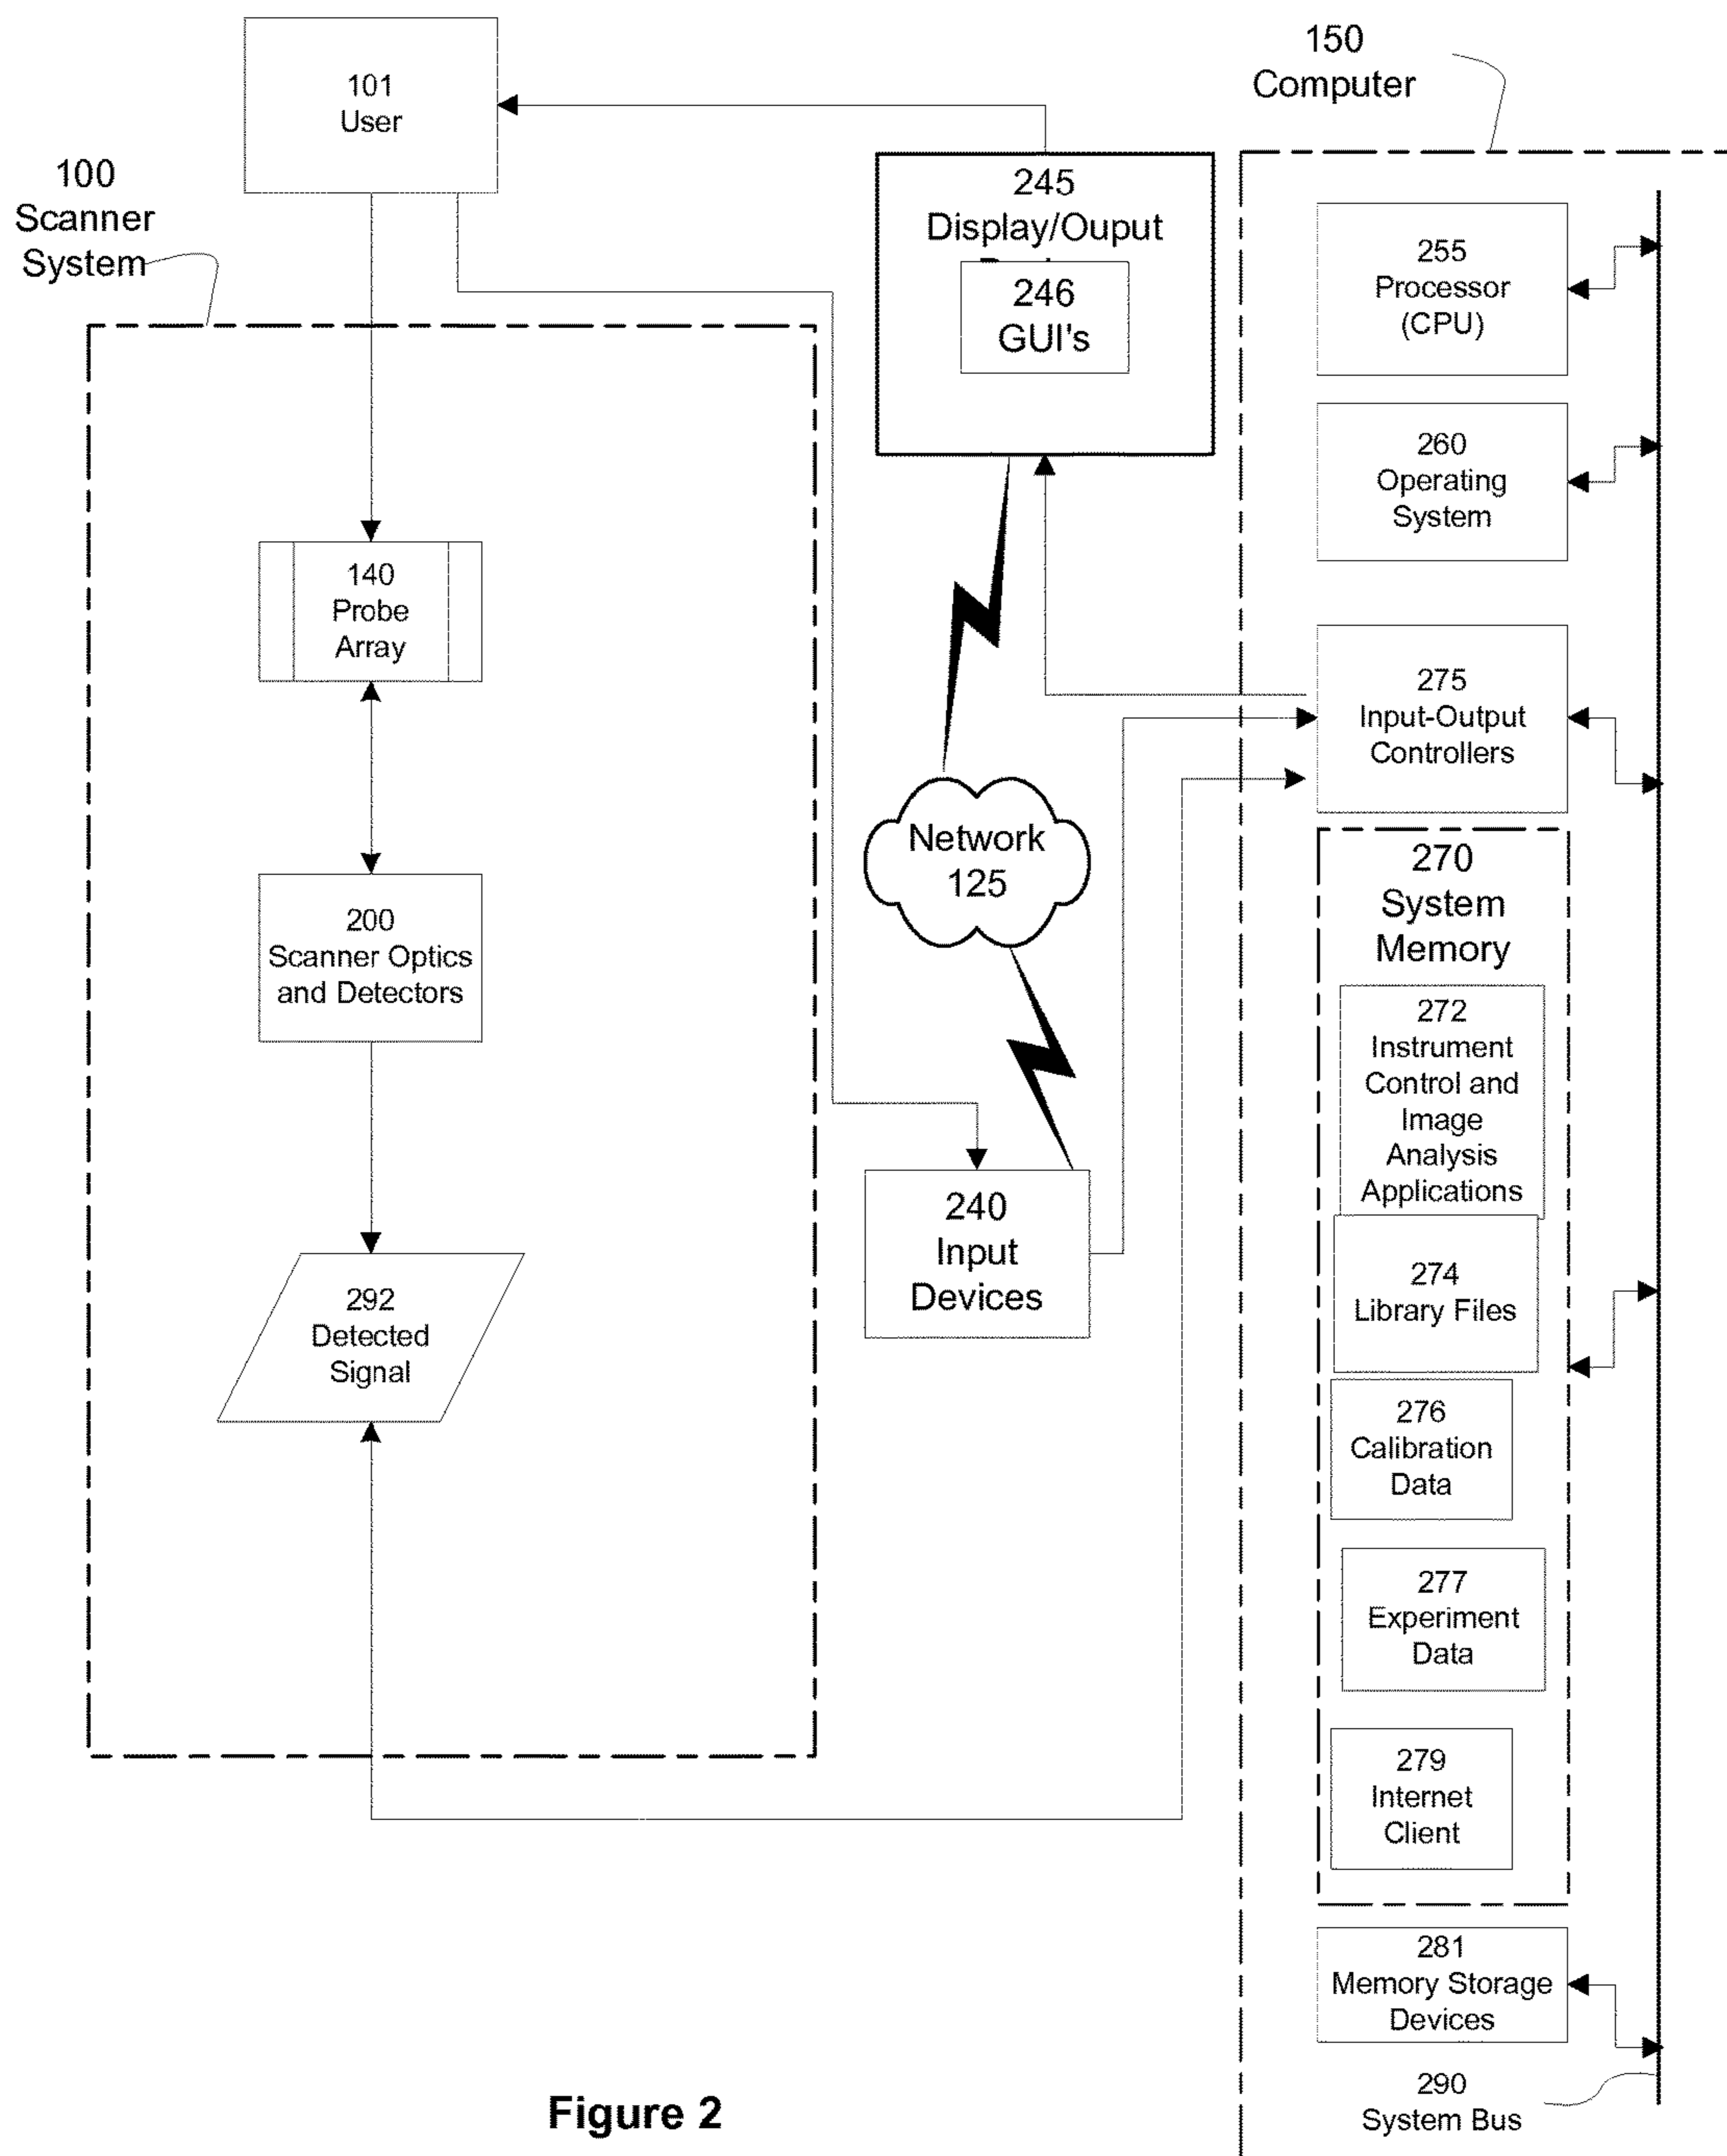 101
User
150
Computer
100
Scanner
System
245
Display/Ouput
246
GUI's
255
Processor
(CPU)
260
Operating
System
140
Probe
Array
275
Input-Output
Controllers
Network
125
200
Scanner Optics
and Detectors
270
System
Memory
272
Instrument
Control and
Image
Analysis
Applications
240
Input
Devices
292
Detected
Signal
274
Library Files
276
Calibration
Data
277
Experiment
Data
279
Internet
Client
281
Memory Storage
Devices
290
System Bus
Figure 2